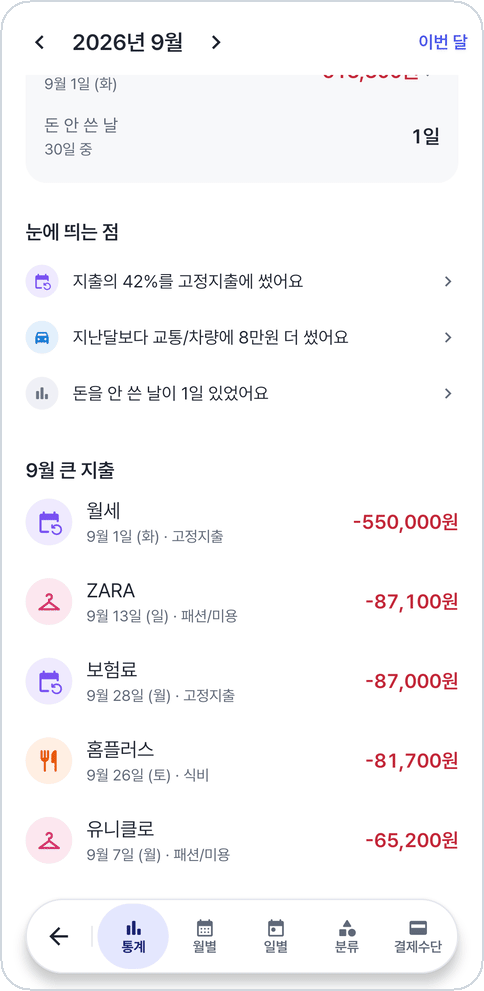 2026년 9월
이번 달
9월 1일 (화)
돈 안 쓴 날
30일 중
1일
눈에 띄는 점
지출의 42%를 고정지출에 썼어요
지난달보다 교통/차량에 8만원 더 썼어요
돈을 안 쓴 날이 1일 있었어요
9월 큰 지출
월세
-550,000원
9월 1일 (화) · 고정지출
ZARA
-87,100원
9월 13일 (일) · 패션/미용
보험료
-87,000원
9월 28일 (월) · 고정지출
홈플러스
-81,700원
9월 26일 (토) · 식비
유니클로
-65,200원
9월 7일 (월) · 패션/미용
통계
월별
일별
분류
결제수단